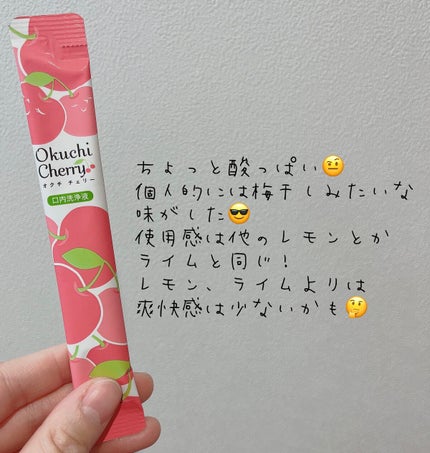 Okuchi
Cherry
オクチ チェリー
口内洗浄液
ちょっと酸っぱい🤨
個人的には梅干しみたいな
味がした😎
使用感は他のレモンとか
ライムと同じ!
レモン、ライムよりは
爽快感は少ないかも🤔